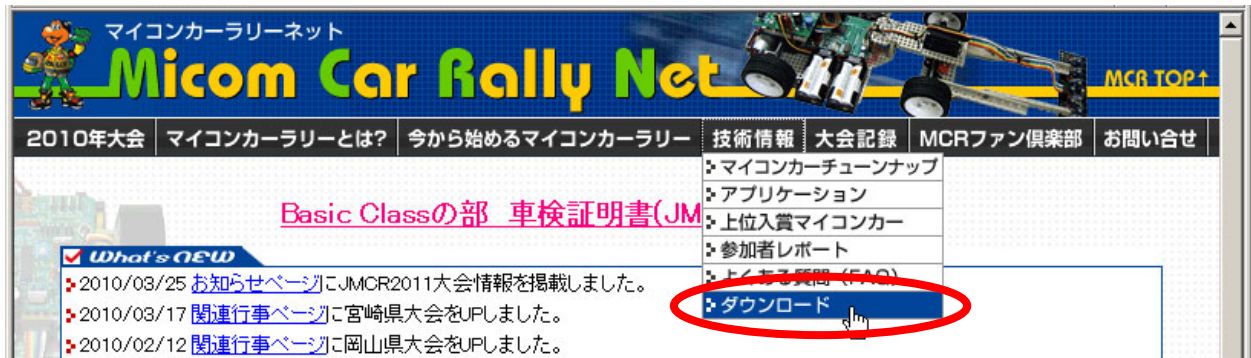 マイコンカーラリーネット
Micom Car Rally Net
MCR TOP↑
2010年大会 マイコンカーラリーとは? 今から始めるマイコンカーラリー 技術情報 大会記録 MCRファン倶楽部 お問い合せ
マイコンカーチューンナップ
アプリケーション
上位入賞マイコンカー
参加者レポート
よくある質問 (FAQ)
ダウンロード
Basic Classの部 車検証明書(JM
What's NEW
2010/03/25 お知らせページにJMCR2011大会情報を掲載しました。
2010/03/17 関連行事ページに宮崎県大会をUPしました。
2010/02/12 関連行事ページに岡山県大会をUPしました。